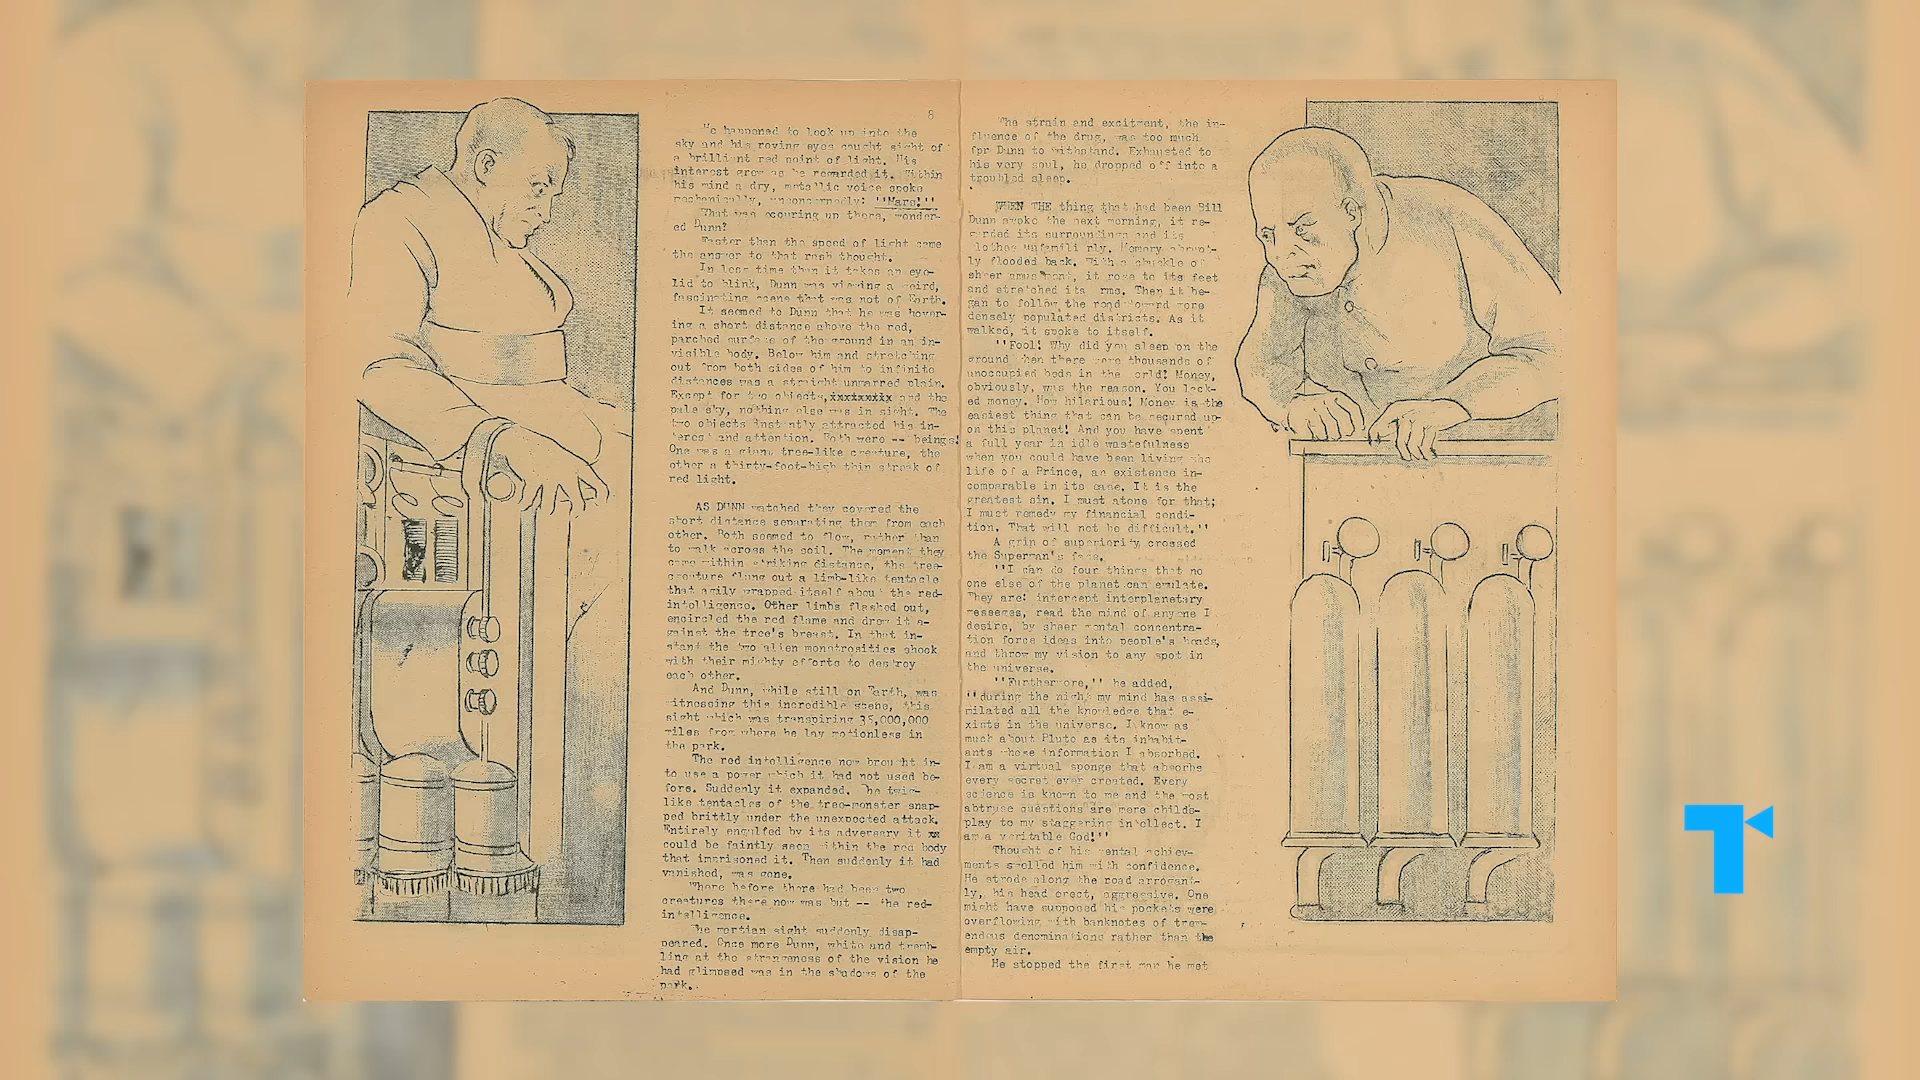 8
He happened to look up into the
sky and his roving eyes caught sight of
a brilliant red point of light. His
interest grew as he regarded it. Within
his mind a dry, metallic voice spoke
mechanically, unconcernedly: ''Mars!''
That was occuring up there, wonder-
ed Dunn?
Faster than the speed of light came
the answer to that rash thought.
In less time than it takes an eye-
lid to blink, Dunn was viewing a weird,
fascinating scene that was not of Earth.
It seemed to Dunn that he was hover-
ing a short distance above the red,
parched surface of the ground in an in-
visible body. Below him and stretching
out from both sides of him to infinite
distances was a straight unmarred plain.
Except for two objects, and the
pale sky, nothing else was in sight. The
two objects instantly attracted his in-
terest and attention. Both were -- beings!
One was a giant tree-like creature, the
other a thirty-foot-high thin streak of
red light.
AS DUNN watched they covered the
short distance separating them from each
other. Both seemed to flow, rather than
to walk across the soil. The moment they
came within striking distance, the tree-
creature flung out a limb-like tentacle
that agily wrapped itself about the red-
intelligence. Other limbs flashed out,
encircled the red flame and drew it a-
gainst the tree's breast. In that in-
stant the two alien monstrosities shook
with their mighty efforts to destroy
each other.
And Dunn, while still on Earth, was
witnessing this incredible scene, this
sight which was transpiring 35,000,000
miles from where he lay motionless in
the park.
The red intelligence now brought in-
to use a power which it had not used be-
fore. Suddenly it expanded. The twig-
like tentacles of the tree-monster snap-
ped brittly under the unexpected attack.
Entirely engulfed by its adversary it
could be faintly seen within the red body
that imprisoned it. Then suddenly it had
vanished, was gone.
Where before there had been two
creatures there now was but -- the red-
intelligence.
The martian sight suddenly disap-
peared. Once more Dunn, white and tremb-
ling at the strangeness of the vision he
had glimpsed was in the shadows of the
park.
The strain and excitment, the in-
fluence of the drug, was too much
fpr Dunn to withstand. Exhausted to
his very soul, he dropped off into a
troubled sleep.
WHEN THE thing that had been Bill
Dunn awoke the next morning, it re-
garded its surroundings and its
clothes unfamiliarly. Memory abrupt-
ly flooded back. With a chuckle of
sheer amusement, it rose to its feet
and stretched its arms. Then it be-
gan to follow the road toward more
densely populated districts. As it
walked, it spoke to itself.
''Fool! Why did you sleep on the
ground when there were thousands of
unoccupied beds in the world! Money,
obviously, was the reason. You lack-
ed money. How hilarious! Money is the
easiest thing that can be secured up-
on this planet! And you have spent
a full year in idle wastefulness
when you could have been living the
life of a Prince, an existence in-
comparable in its ease. It is the
greatest sin. I must atone for that;
I must remedy my financial condi-
tion. That will not be difficult.''
A grin of superiority crossed
the Superman's face.
''I can do four things that no
one else of the planet can emulate.
They are: intercept interplanetary
messages, read the mind of anyone I
desire, by sheer mental concentra-
tion force ideas into people's heads,
and throw my vision to any spot in
the universe.
''Furthermore,'' he added,
''during the night my mind has assi-
milated all the knowledge that e-
xists in the universe. I know as
much about Pluto as its inhabit-
ants whose information I absorbed.
I am a virtual sponge that absorbs
every secret ever created. Every
science is known to me and the most
abtruse questions are mere childs-
play to my staggering intellect. I
am a veritable God!''
Thought of his mental achiev-
ments swelled him with confidence.
He strode along the road arrogant-
ly, his head erect, aggressive. One
might have supposed his pockets were
overflowing with banknotes of trem-
endous denominations rather than the
empty air.
He stopped the first man he met